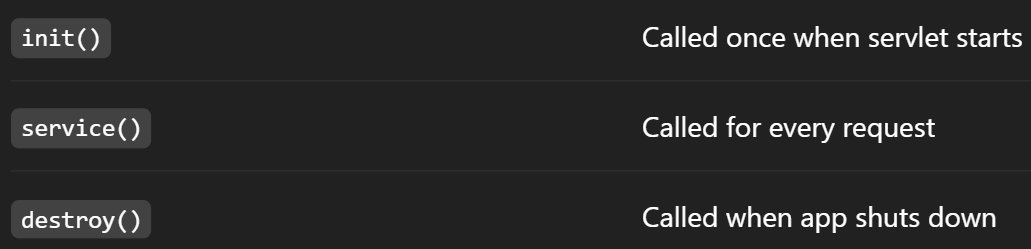 init() Called once when servlet starts
service() Called for every request
destroy() Called when app shuts down